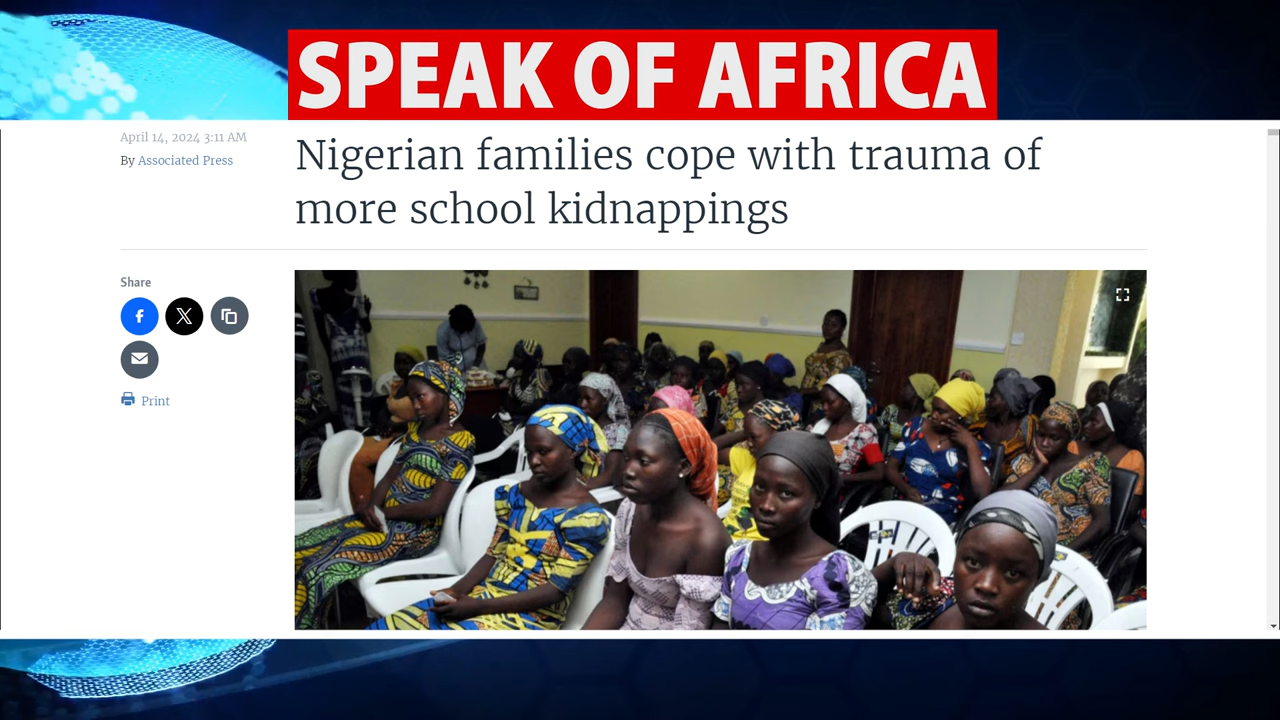 SPEAK OF AFRICA
April 14, 2024 3:11 AM
By Associated Press
Nigerian families cope with trauma of
more school kidnappings
Share
Print